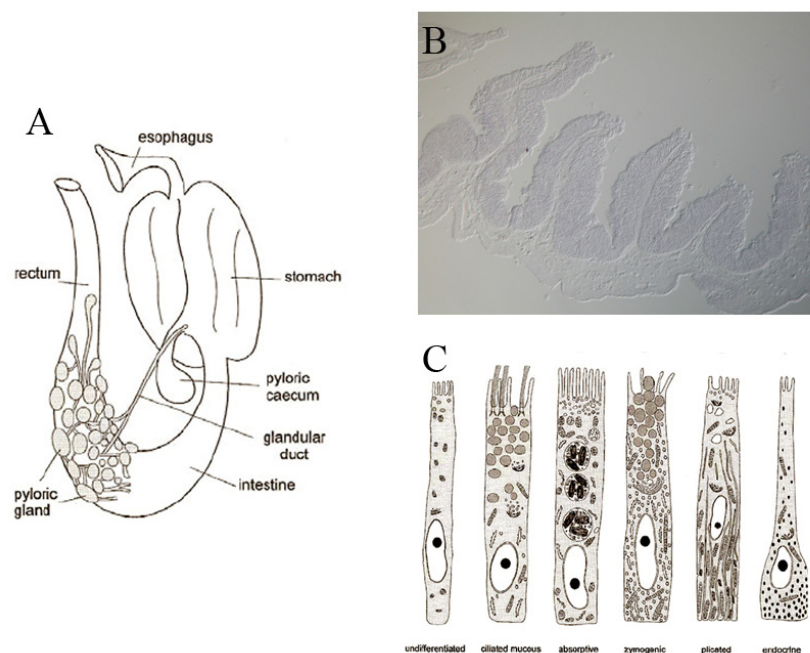 A
esophagus
rectum
stomach
pyloric
caecum
glandular
duct
pyloric
gland
intestine
B
C
undifferentiated ciliated mucous absorptive zymogenic plicated endocrine